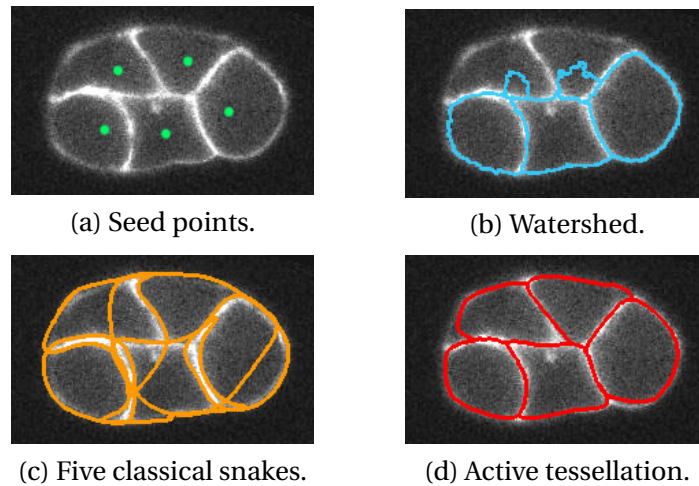 (a) Seed points.
(b) Watershed.
(c) Five classical snakes.
(d) Active tessellation.